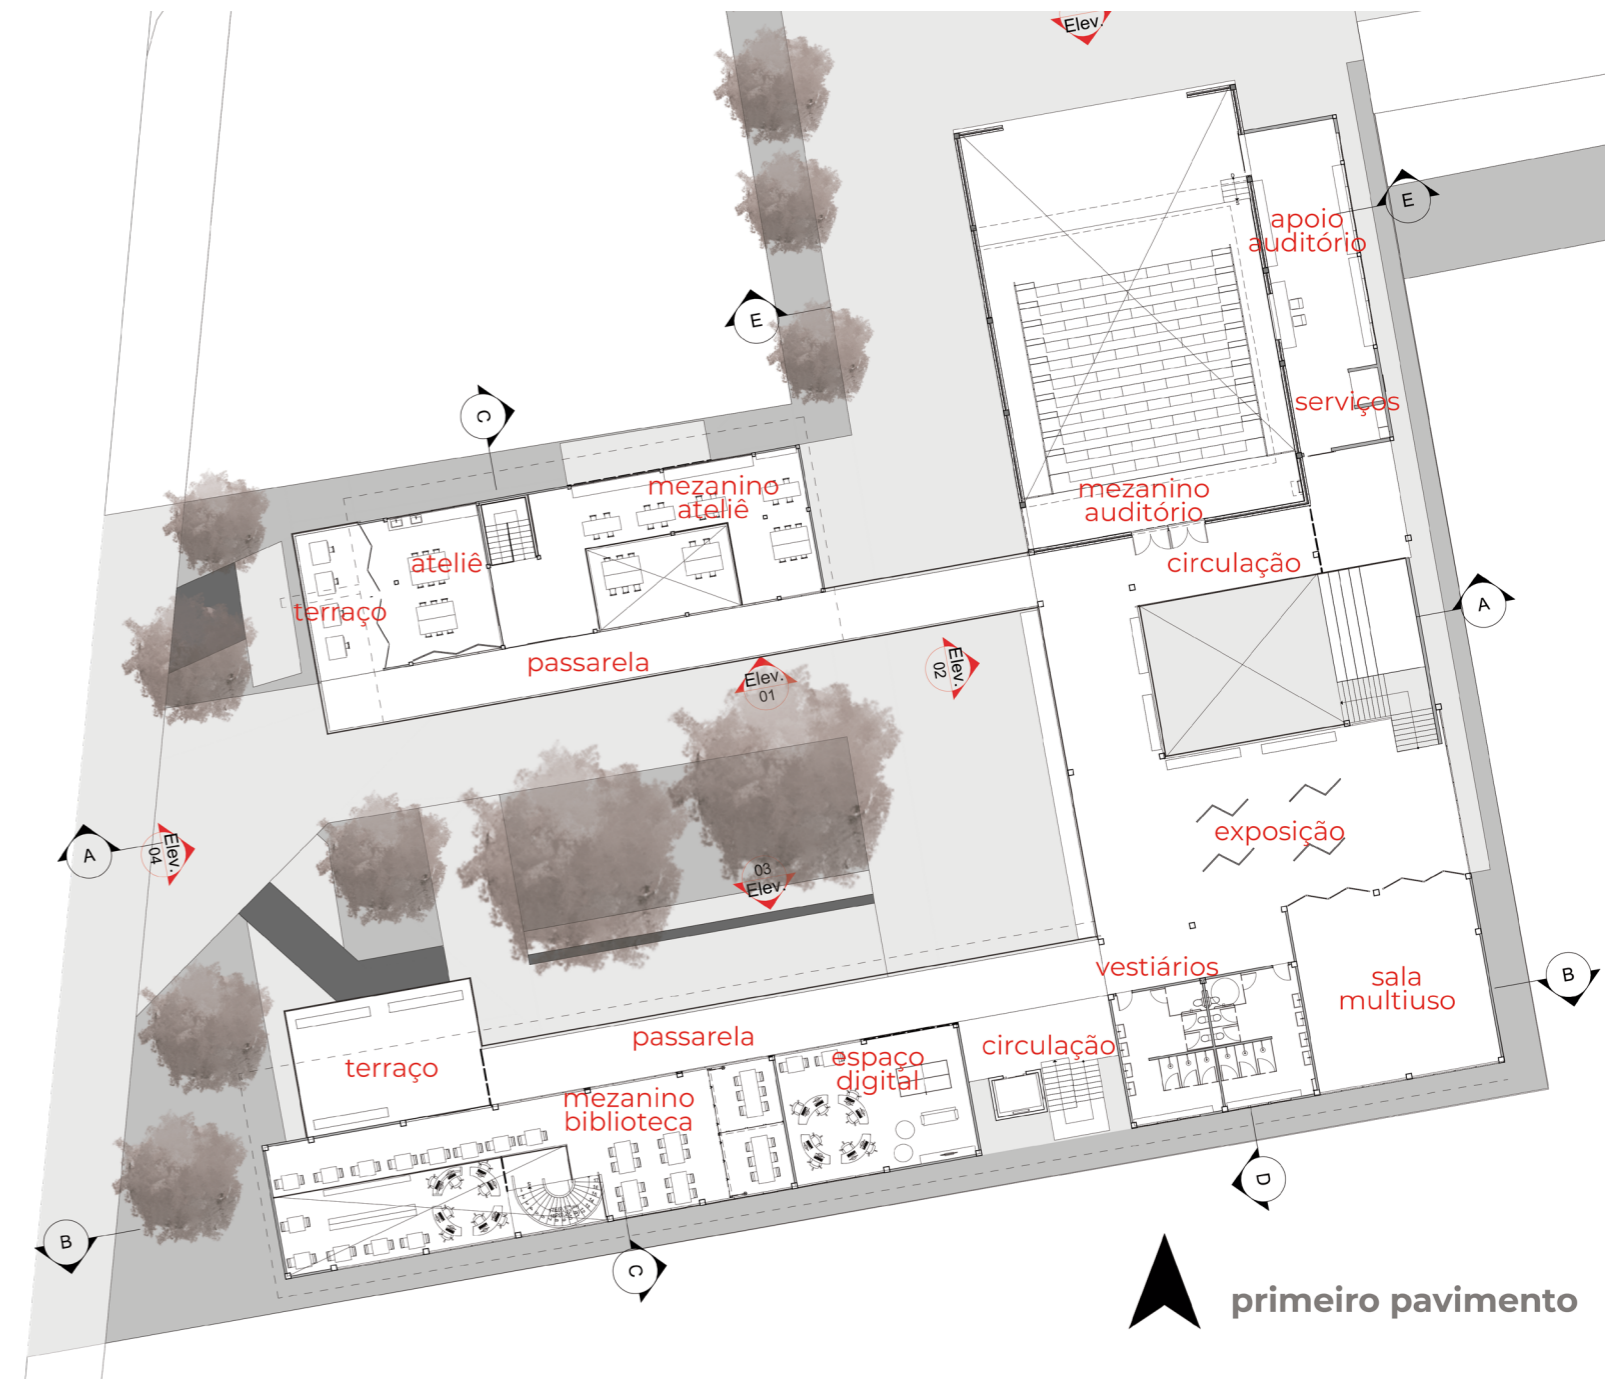 Elev.
E
apoio
auditório
E
serviços
C
mezanino
ateliê
mezanino
auditório
ateliê
circulação
terraço
A
passarela
Elev.
01
Elev.
02
exposição
A
Elev.
04
03
Elev.
vestiários
sala
multiuso
B
passarela
circulação
espaço
digital
terraço
mezanino
biblioteca
D
B
C
primeiro pavimento